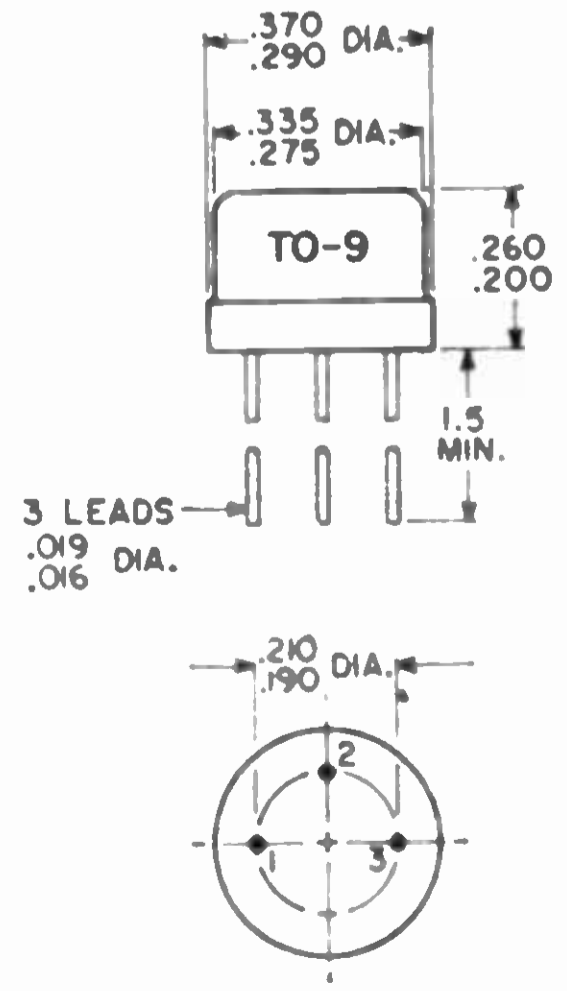 .370
.290 DIA.
.335
.275 DIA.
TO-9
.260
.200
1.5
MIN.
3 LEADS
.019
.016 DIA.
.210
.190 DIA.
2
1
3